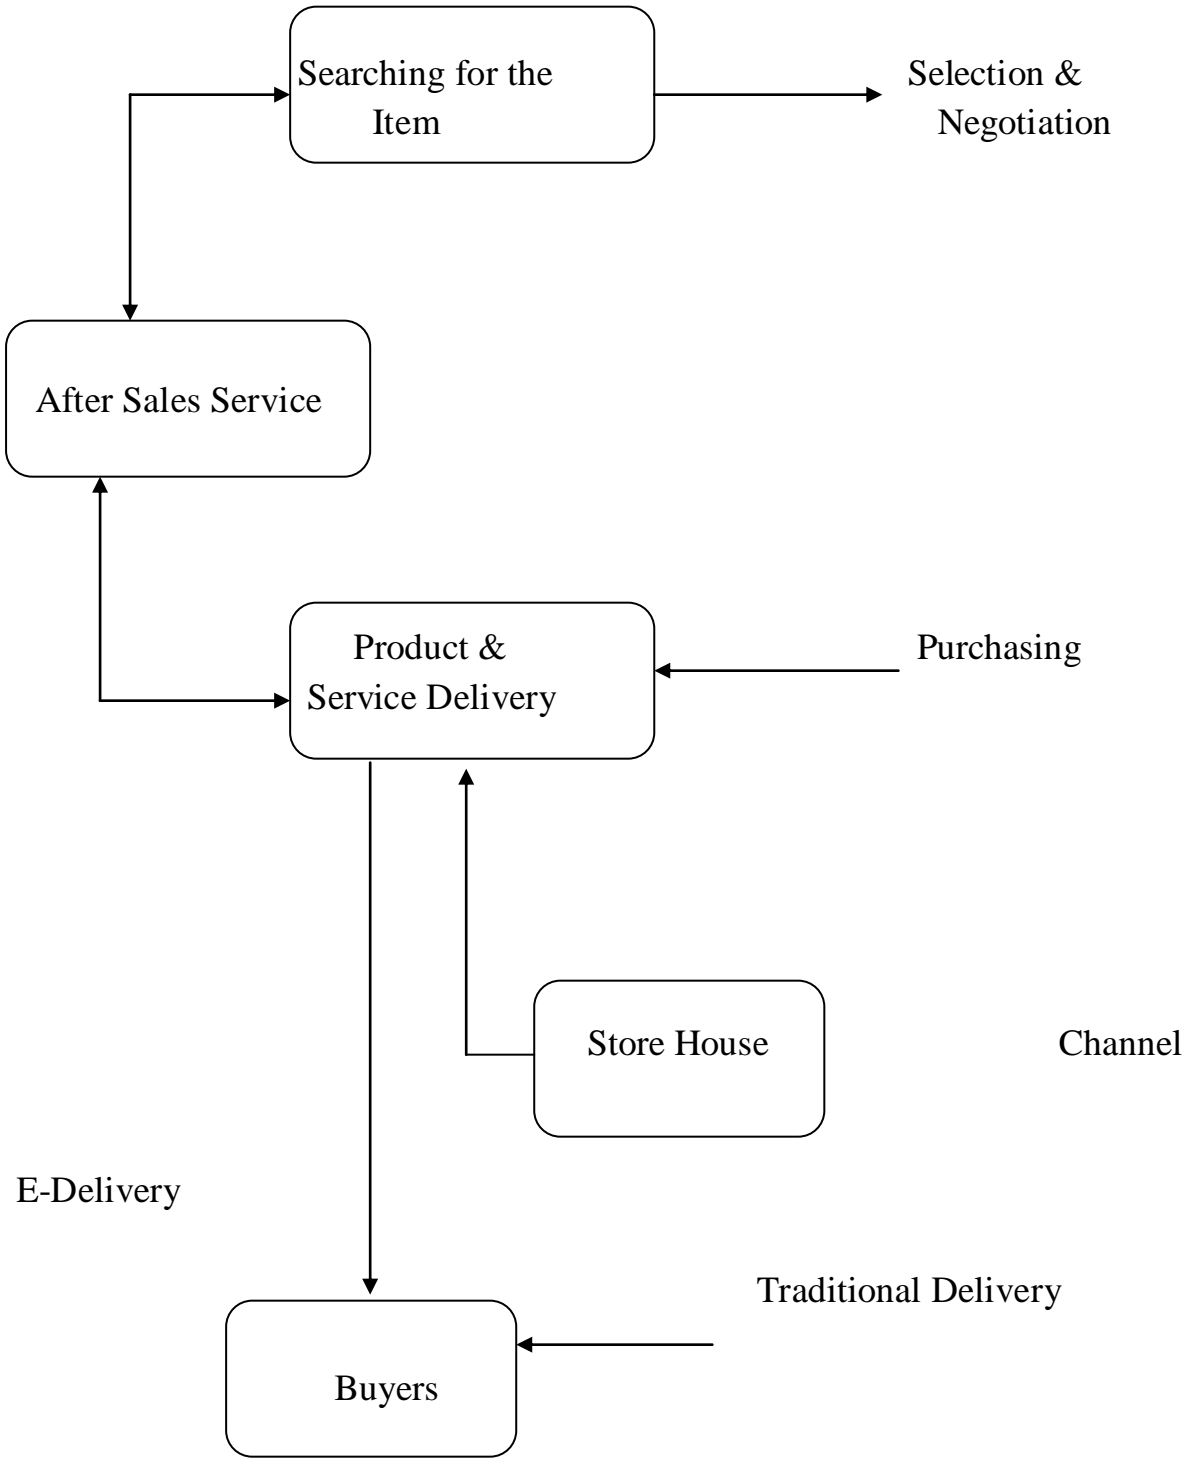 Searching for the
Item
Selection &
Negotiation
After Sales Service
Product &
Service Delivery
Purchasing
Store House
Channel
E-Delivery
Traditional Delivery
Buyers